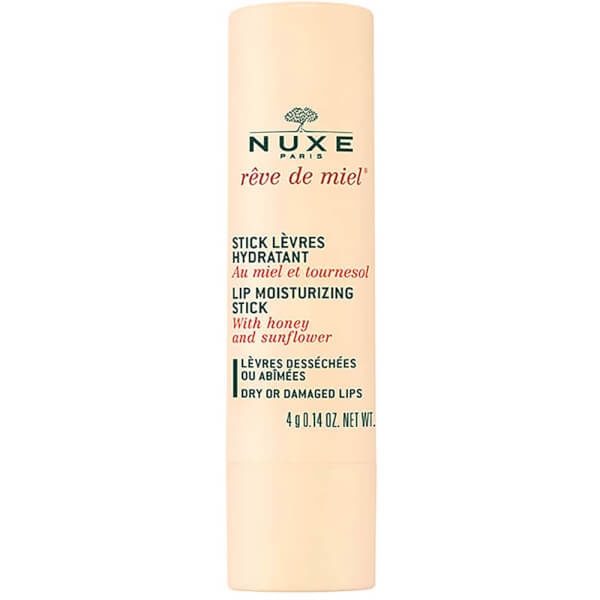 NUXE
PARIS
rêve de miel®
STICK LÈVRES
HYDRATANT
Au miel et tournesol
LIP MOISTURIZING
STICK
With honey
and sunflower
LÈVRES DESSÉCHÉES
OU ABÎMÉES
DRY OR DAMAGED LIPS
4 g 0.14 OZ. NET WT.